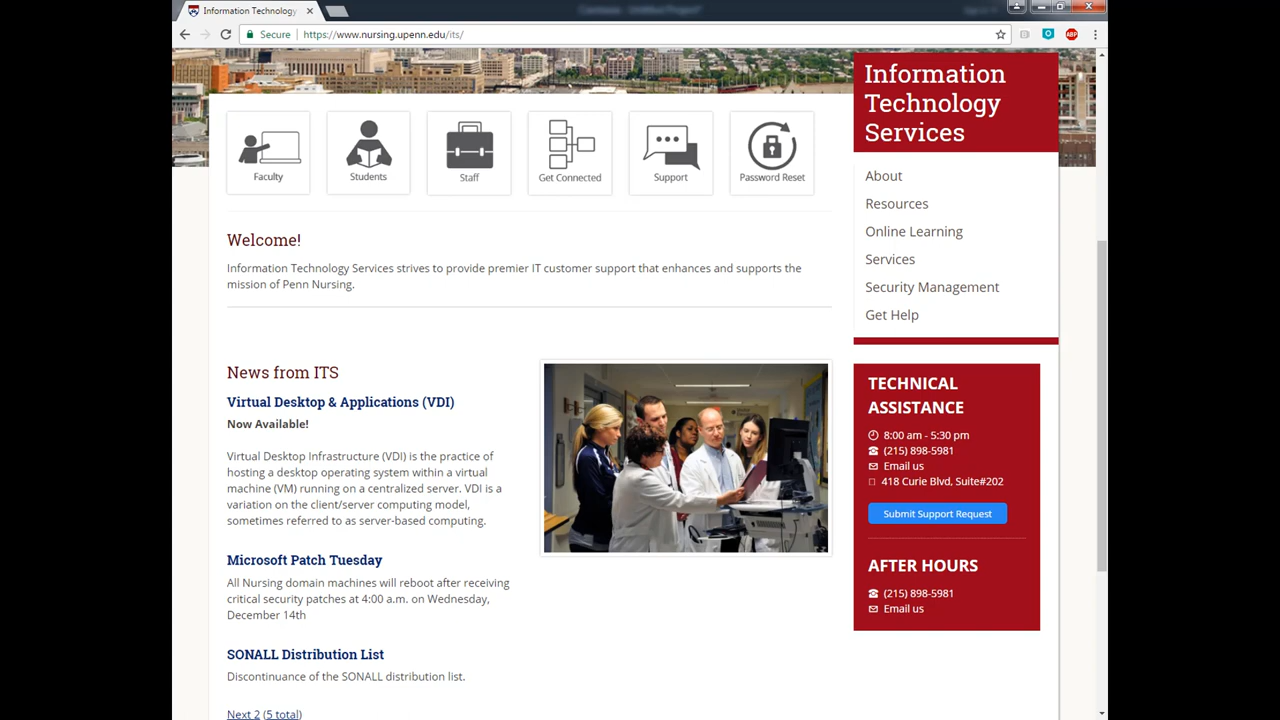 Information Technology
Secure
https://www.nursing.upenn.edu/its/
ABP
Information
Technology
Services
Faculty
Students
Staff
Get Connected
Support
Password Reset
About
Resources
Online Learning
Services
Security Management
Get Help
Welcome!
Information Technology Services strives to provide premier IT customer support that enhances and supports the
mission of Penn Nursing.
News from ITS
Virtual Desktop & Applications (VDI)
Now Available!
Virtual Desktop Infrastructure (VDI) is the practice of
hosting a desktop operating system within a virtual
machine (VM) running on a centralized server. VDI is a
variation on the client/server computing model,
sometimes referred to as server-based computing.
Microsoft Patch Tuesday
All Nursing domain machines will reboot after receiving
critical security patches at 4:00 a.m. on Wednesday,
December 14th
SONALL Distribution List
Discontinuance of the SONALL distribution list.
Next 2 (5 total)
TECHNICAL
ASSISTANCE
8:00 am - 5:30 pm
(215) 898-5981
Email us
418 Curie Blvd, Suite#202
Submit Support Request
AFTER HOURS
(215) 898-5981
Email us